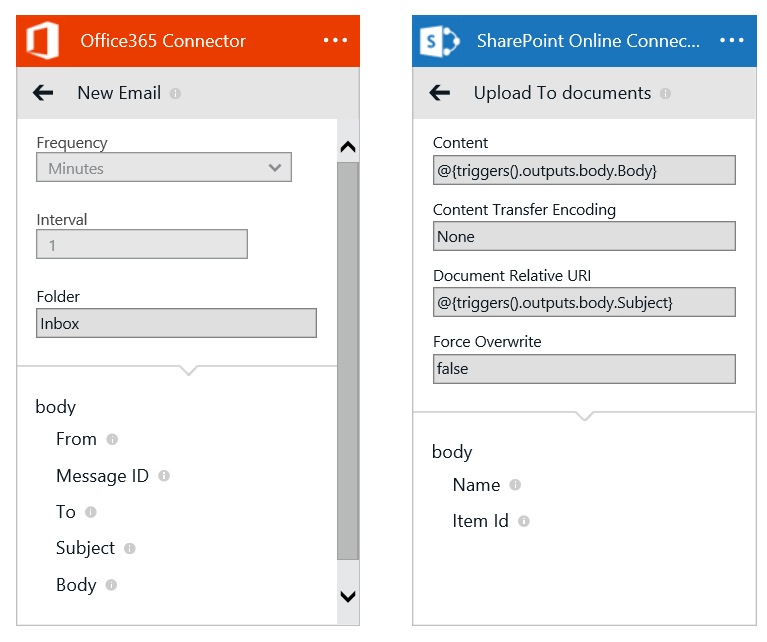 Office365 Connector
New Email
Frequency
Minutes
Interval
1
Folder
Inbox
body
From
Message ID
To
Subject
Body
S
SharePoint Online Connec...
Upload To documents
Content
@{triggers().outputs.body.Body}
Content Transfer Encoding
None
Document Relative URI
@{triggers().outputs.body.Subject}
Force Overwrite
false
body
Name
Item Id